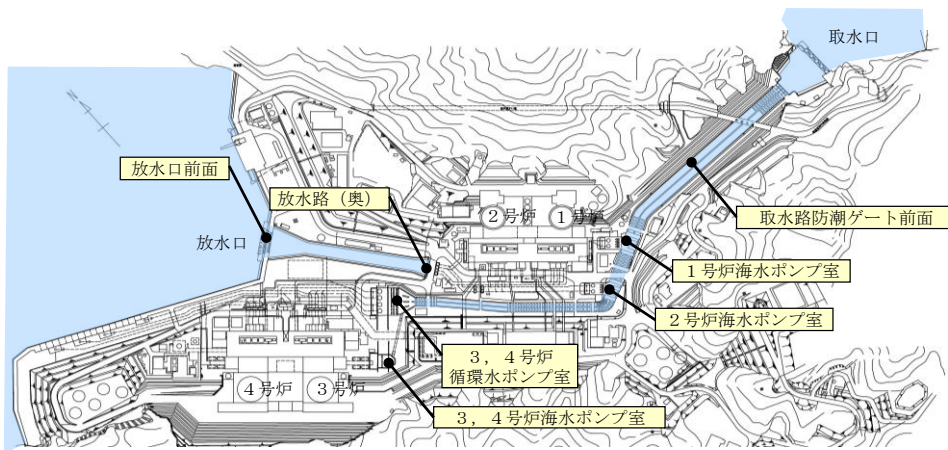 取水口
N
放水口前面
放水路（奥）
２号炉
１号炉
取水路防潮ゲート前面
放水口
１号炉海水ポンプ室
２号炉海水ポンプ室
３，４号炉
循環水ポンプ室
４号炉
３号炉
３，４号炉海水ポンプ室